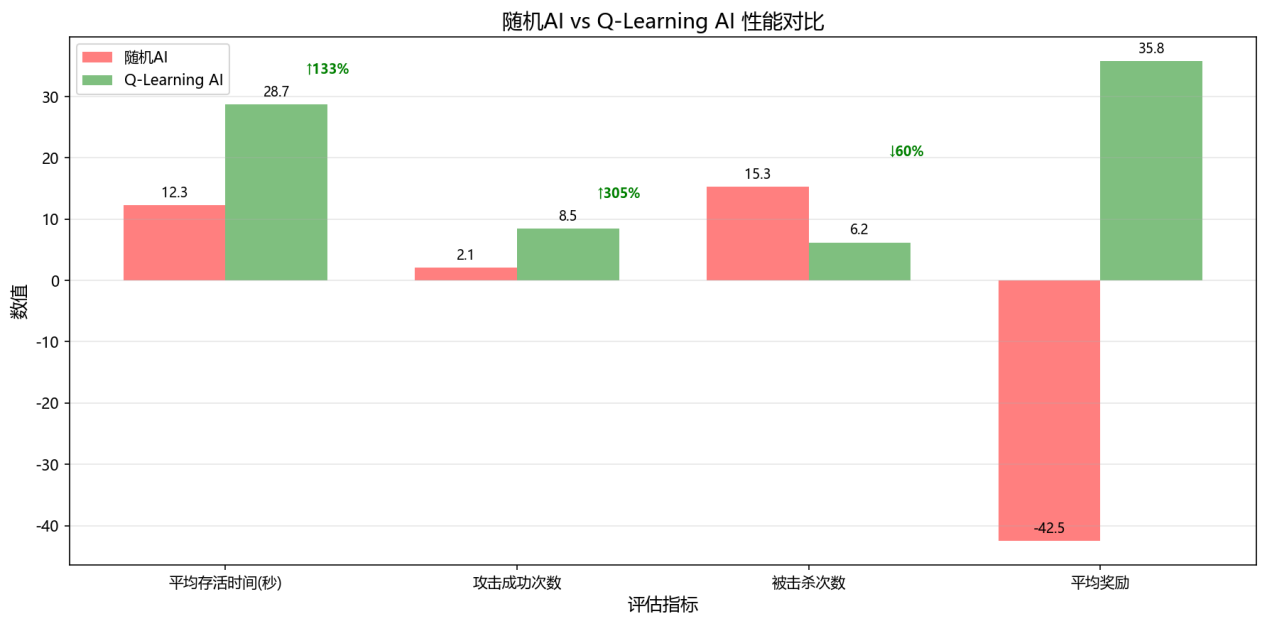 随机AI vs Q-Learning AI 性能对比
随机AI
Q-Learning AI
↑133%
↑305%
↓60%
12.3
28.7
2.1
8.5
15.3
6.2
-42.5
35.8
数值
30
20
10
0
-10
-20
-30
-40
平均存活时间(秒)
攻击成功次数
被击杀次数
平均奖励
评估指标